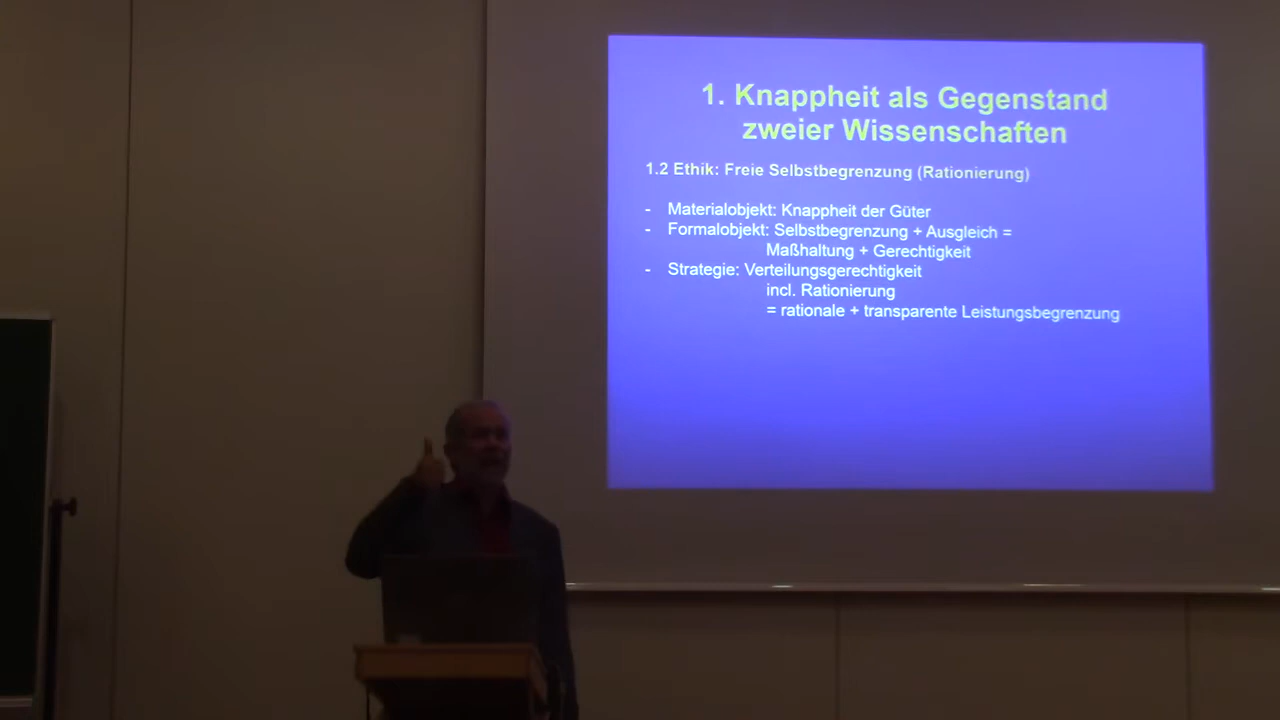 1. Knappheit als Gegenstand
zweier Wissenschaften
1.2 Ethik: Freie Selbstbegrenzung (Rationierung)
- Materialobjekt: Knappheit der Güter
- Formalobjekt: Selbstbegrenzung + Ausgleich =
Maßhaltung + Gerechtigkeit
- Strategie: Verteilungsgerechtigkeit
incl. Rationierung
= rationale + transparente Leistungsbegrenzung